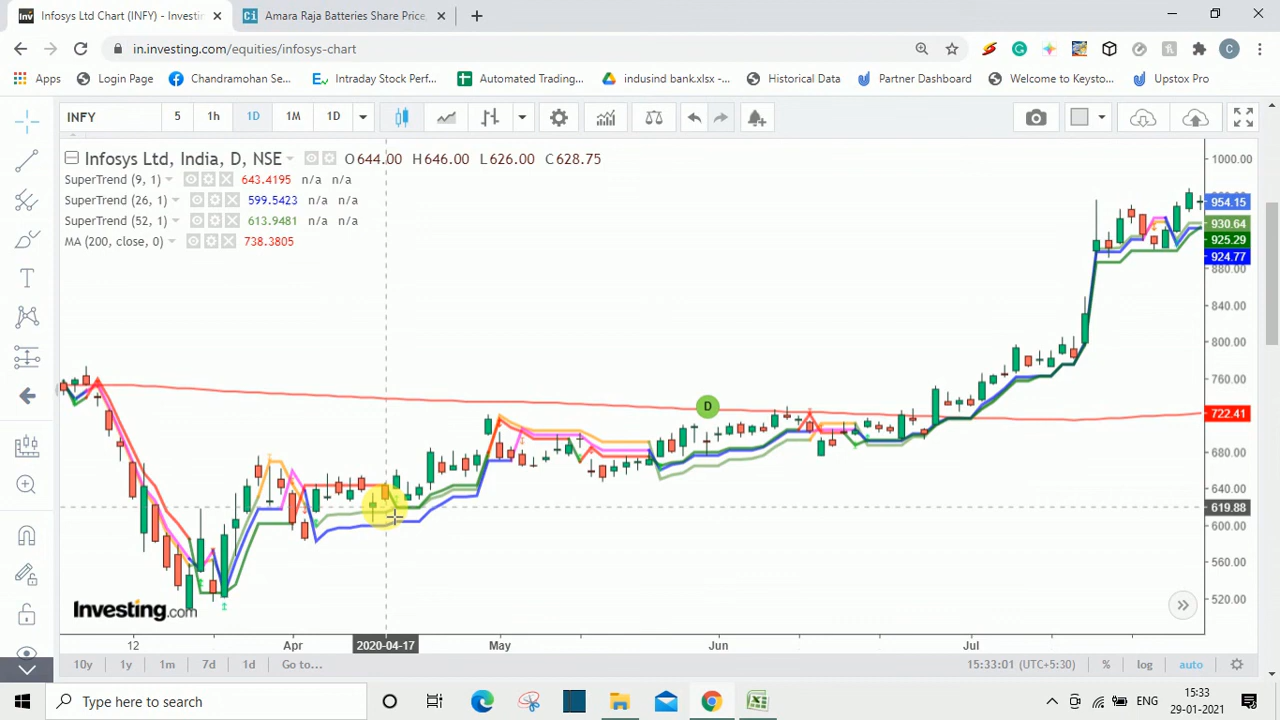 Infosys Ltd Chart (INFY) - Investin
Amara Raja Batteries Share Price,
in.investing.com/equities/infosys-chart
C
Apps
Login Page
Chandramohan Se...
Intraday Stock Perf...
Automated Trading...
indusind bank.xlsx -...
Historical Data
Partner Dashboard
Welcome to Keysto...
Upstox Pro
INFY 5 1h 1D 1M 1D
Infosys Ltd, India, D, NSE O644.00 H646.00 L626.00 C628.75
SuperTrend (9, 1) 643.4195 n/a n/a
SuperTrend (26, 1) 599.5423 n/a n/a
SuperTrend (52, 1) 613.9481 n/a n/a
MA (200, close, 0) 738.3805
1000.00
954.15
930.64
925.29
924.77
880.00
840.00
800.00
760.00
722.41
680.00
640.00
619.88
600.00
560.00
520.00
D
Investing.com
12 Apr 2020-04-17 May Jun Jul
10y 1y 1m 7d 1d Go to... 15:33:01 (UTC+5:30) % log auto
Type here to search
ENG
15:33
29-01-2021